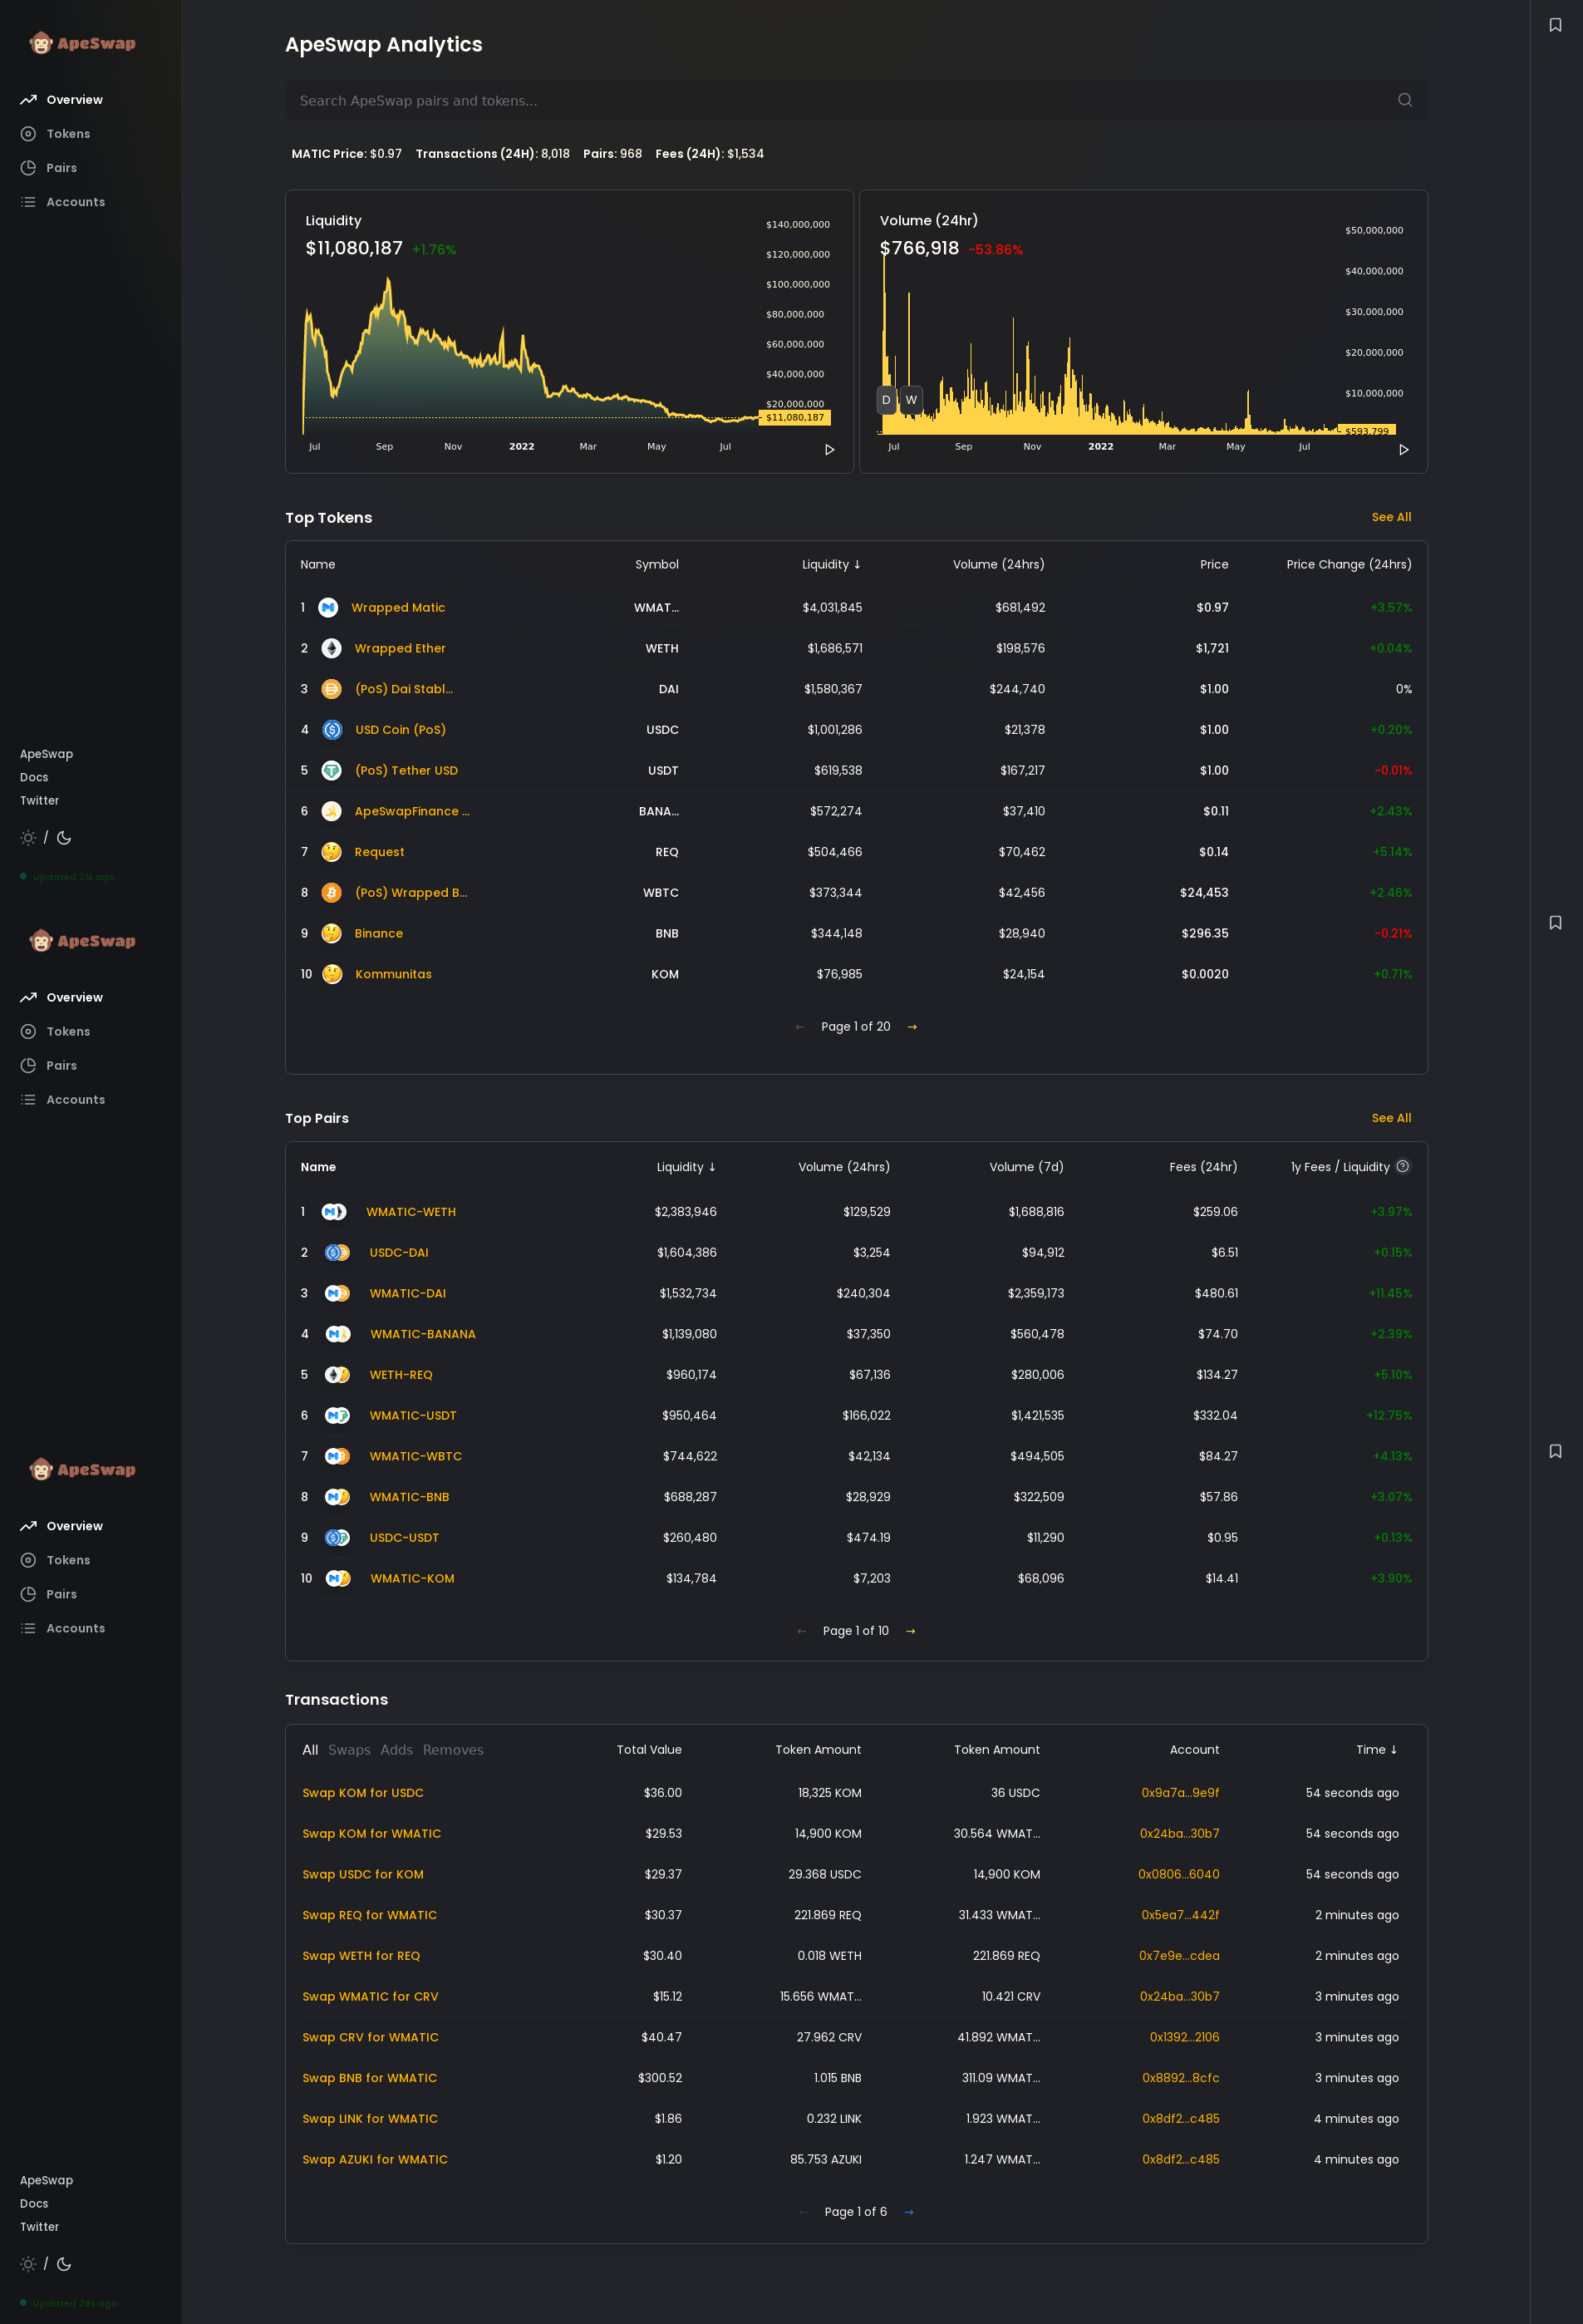 ApeSwap
Overview
Tokens
Pairs
Accounts
ApeSwap
Docs
Twitter
/
Updated 21s ago
ApeSwap
Overview
Tokens
Pairs
Accounts
ApeSwap
Overview
Tokens
Pairs
Accounts
ApeSwap
Docs
Twitter
/
Updated 28s ago
ApeSwap Analytics
Search ApeSwap pairs and tokens...
MATIC Price: $0.97 Transactions (24H): 8,018 Pairs: 968 Fees (24H): $1,534
Liquidity
$11,080,187 +1.76%
$140,000,000
$120,000,000
$100,000,000
$80,000,000
$60,000,000
$40,000,000
$20,000,000
$11,080,187
Jul Sep Nov 2022 Mar May Jul
Volume (24hr)
$766,918 -53.86%
$50,000,000
$40,000,000
$30,000,000
$20,000,000
$10,000,000
D W
$593,799
Jul Sep Nov 2022 Mar May Jul
Top Tokens See All
Name Symbol Liquidity ↓ Volume (24hrs) Price Price Change (24hrs)
1 Wrapped Matic WMAT... $4,031,845 $681,492 $0.97 +3.57%
2 Wrapped Ether WETH $1,686,571 $198,576 $1,721 +0.04%
3 (PoS) Dai Stabl... DAI $1,580,367 $244,740 $1.00 0%
4 USD Coin (PoS) USDC $1,001,286 $21,378 $1.00 +0.20%
5 (PoS) Tether USD USDT $619,538 $167,217 $1.00 -0.01%
6 ApeSwapFinance ... BANA... $572,274 $37,410 $0.11 +2.43%
7 Request REQ $504,466 $70,462 $0.14 +5.14%
8 (PoS) Wrapped B... WBTC $373,344 $42,456 $24,453 +2.46%
9 Binance BNB $344,148 $28,940 $296.35 -0.21%
10 Kommunitas KOM $76,985 $24,154 $0.0020 +0.71%
← Page 1 of 20 →
Top Pairs See All
Name Liquidity ↓ Volume (24hrs) Volume (7d) Fees (24hr) 1y Fees / Liquidity ?
1 WMATIC-WETH $2,383,946 $129,529 $1,688,816 $259.06 +3.97%
2 USDC-DAI $1,604,386 $3,254 $94,912 $6.51 +0.15%
3 WMATIC-DAI $1,532,734 $240,304 $2,359,173 $480.61 +11.45%
4 WMATIC-BANANA $1,139,080 $37,350 $560,478 $74.70 +2.39%
5 WETH-REQ $960,174 $67,136 $280,006 $134.27 +5.10%
6 WMATIC-USDT $950,464 $166,022 $1,421,535 $332.04 +12.75%
7 WMATIC-WBTC $744,622 $42,134 $494,505 $84.27 +4.13%
8 WMATIC-BNB $688,287 $28,929 $322,509 $57.86 +3.07%
9 USDC-USDT $260,480 $474.19 $11,290 $0.95 +0.13%
10 WMATIC-KOM $134,784 $7,203 $68,096 $14.41 +3.90%
← Page 1 of 10 →
Transactions
All Swaps Adds Removes Total Value Token Amount Token Amount Account Time ↓
Swap KOM for USDC $36.00 18,325 KOM 36 USDC 0x9a7a...9e9f 54 seconds ago
Swap KOM for WMATIC $29.53 14,900 KOM 30.564 WMAT... 0x24ba...30b7 54 seconds ago
Swap USDC for KOM $29.37 29.368 USDC 14,900 KOM 0x0806...6040 54 seconds ago
Swap REQ for WMATIC $30.37 221.869 REQ 31.433 WMAT... 0x5ea7...442f 2 minutes ago
Swap WETH for REQ $30.40 0.018 WETH 221.869 REQ 0x7e9e...cdea 2 minutes ago
Swap WMATIC for CRV $15.12 15.656 WMAT... 10.421 CRV 0x24ba...30b7 3 minutes ago
Swap CRV for WMATIC $40.47 27.962 CRV 41.892 WMAT... 0x1392...2106 3 minutes ago
Swap BNB for WMATIC $300.52 1.015 BNB 311.09 WMAT... 0x8892...8cfc 3 minutes ago
Swap LINK for WMATIC $1.86 0.232 LINK 1.923 WMAT... 0x8df2...c485 4 minutes ago
Swap AZUKI for WMATIC $1.20 85.753 AZUKI 1.247 WMAT... 0x8df2...c485 4 minutes ago
← Page 1 of 6 →